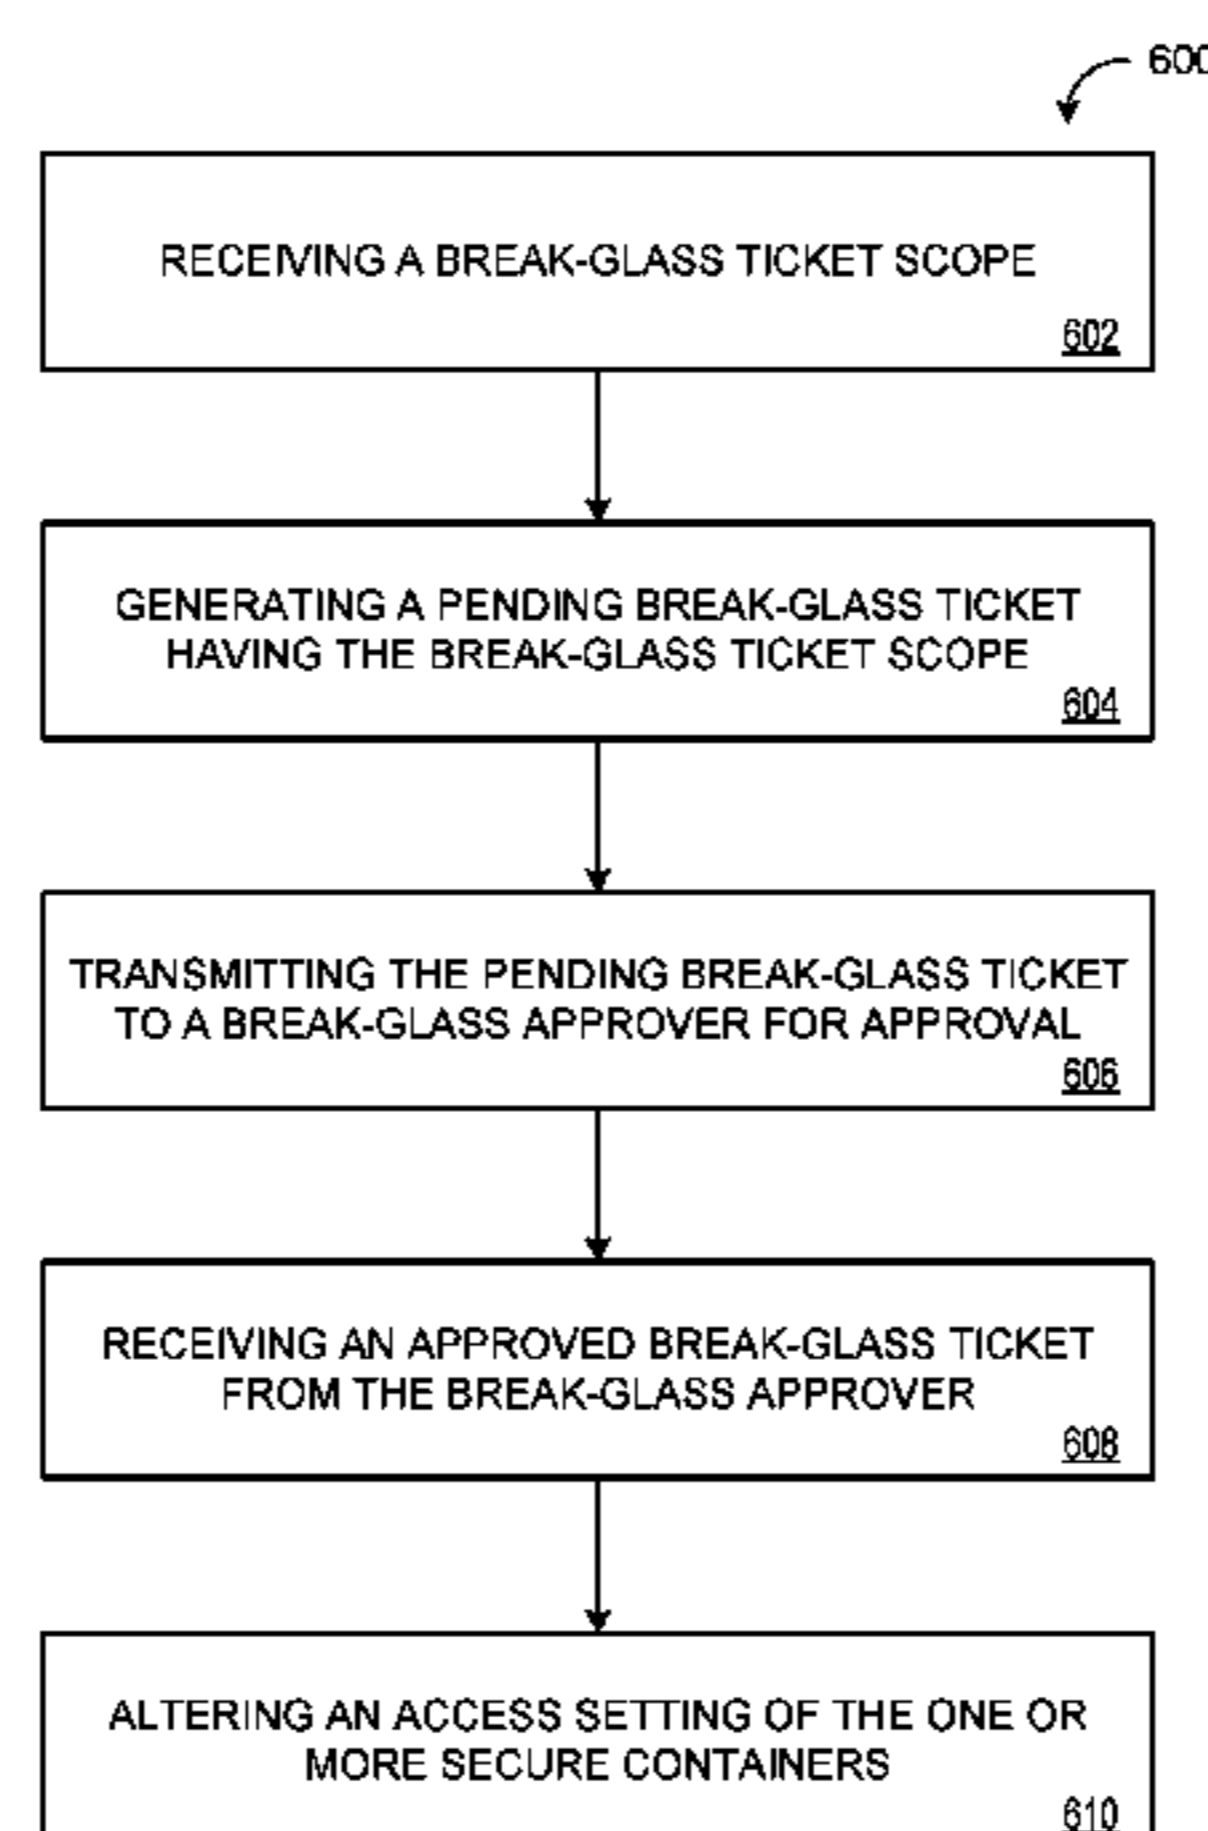 600
RECEIVING A BREAK-GLASS TICKET SCOPE
602
GENERATING A PENDING BREAK-GLASS TICKET
HAVING THE BREAK-GLASS TICKET SCOPE
604
TRANSMITTING THE PENDING BREAK-GLASS TICKET
TO A BREAK-GLASS APPROVER FOR APPROVAL
606
RECEIVING AN APPROVED BREAK-GLASS TICKET
FROM THE BREAK-GLASS APPROVER
608
ALTERING AN ACCESS SETTING OF THE ONE OR
MORE SECURE CONTAINERS
610